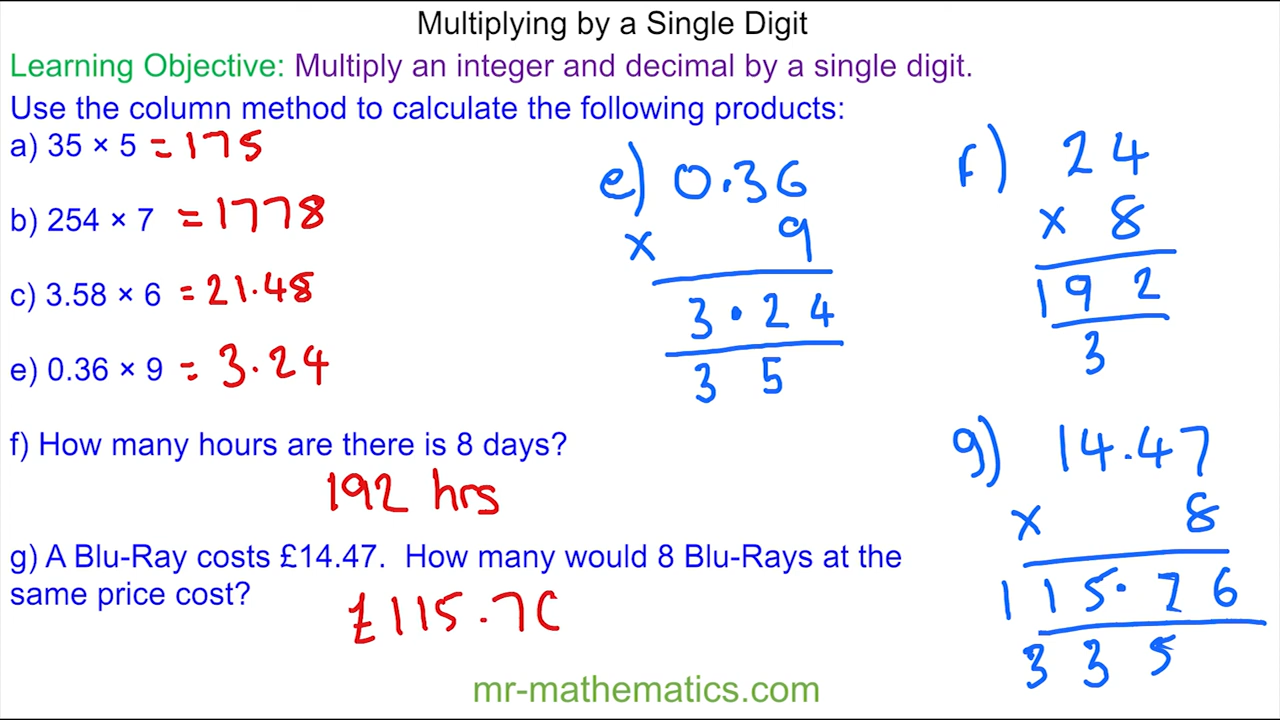 Multiplying by a Single Digit
Learning Objective: Multiply an integer and decimal by a single digit.
Use the column method to calculate the following products:
a) 35 × 5 = 175
b) 254 × 7 = 1778
c) 3.58 × 6 = 21.48
e) 0.36 × 9 = 3.24
f) How many hours are there is 8 days?
192 hrs
g) A Blu-Ray costs £14.47. How many would 8 Blu-Rays at the
same price cost?
£115.7
e) 0.36
× 9
3.24
3 5
f) 24
× 8
192
3
g) 14.47
× 8
115.76
3 3 5
mr-mathematics.com